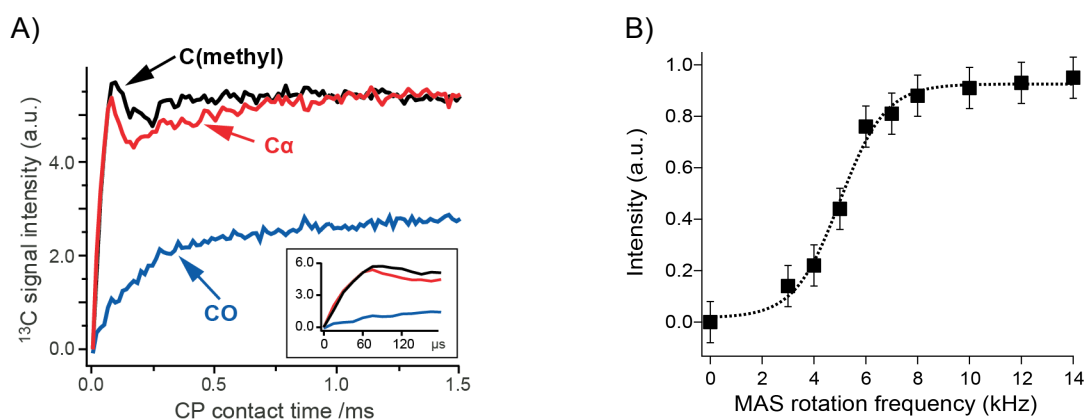 A)
C(methyl)
Cα
CO
¹³C signal intensity (a.u.)
4.0
2.0
0.0
0.0
0.5
1.0
1.5
CP contact time /ms
6.0
3.0
0.0
0
60
120
µs
B)
Intensity (a.u.)
1.0
0.8
0.6
0.4
0.2
0.0
0
2
4
6
8
10
12
14
MAS rotation frequency (kHz)